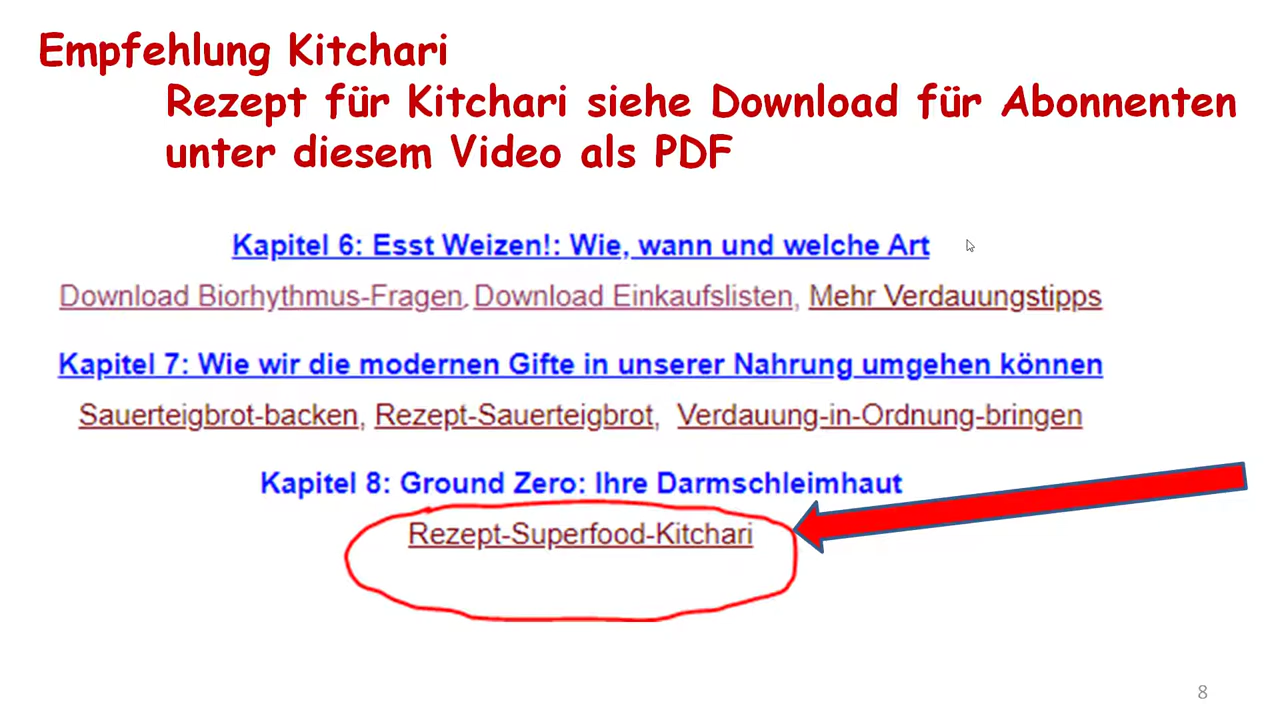 Empfehlung Kitchari
Rezept für Kitchari siehe Download für Abonnenten
unter diesem Video als PDF
Kapitel 6: Esst Weizen!: Wie, wann und welche Art
Download Biorhythmus-Fragen, Download Einkaufslisten, Mehr Verdauungstipps
Kapitel 7: Wie wir die modernen Gifte in unserer Nahrung umgehen können
Sauerteigbrot-backen, Rezept-Sauerteigbrot, Verdauung-in-Ordnung-bringen
Kapitel 8: Ground Zero: Ihre Darmschleimhaut
Rezept-Superfood-Kitchari
8